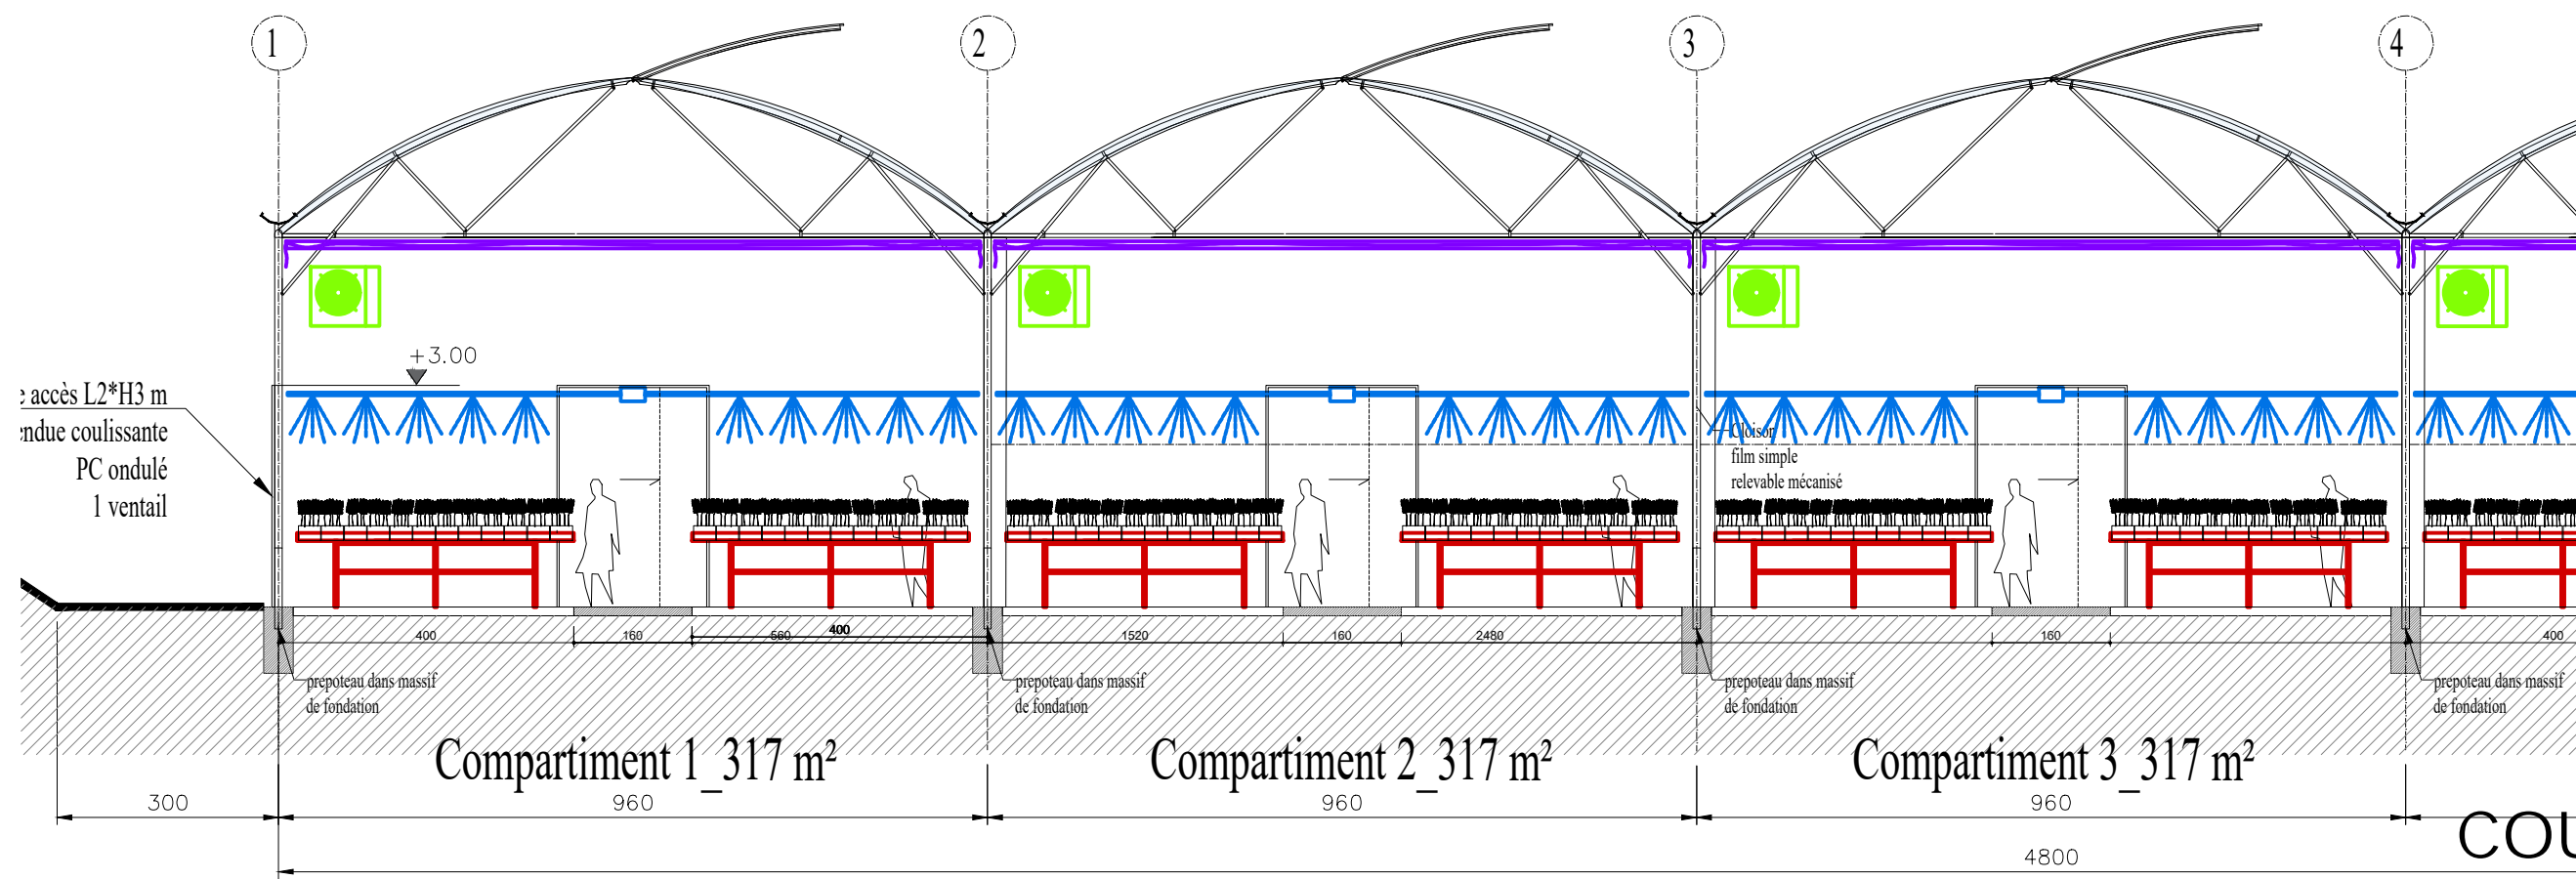 1
2
3
4
+3.00
accès L2*H3 m
coulissante
PC ondulé
1 ventail
Cloison
film simple
relevable mécanisé
400
160
560
400
1520
160
2480
160
400
prepoteau dans massif
de fondation
prepoteau dans massif
de fondation
prepoteau dans massif
de fondation
prepoteau dans massif
de fondation
Compartiment 1_317 m²
Compartiment 2_317 m²
Compartiment 3_317 m²
300
960
960
960
COU
4800